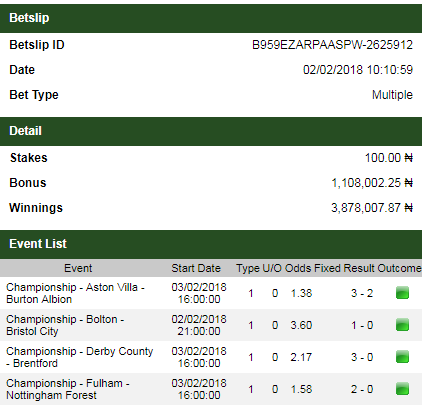 Betslip
Betslip ID B959EZARPAASPW-2625912
Date 02/02/2018 10:10:59
Bet Type Multiple
Detail
Stakes 100.00 ₦
Bonus 1,108,002.25 ₦
Winnings 3,878,007.87 ₦
Event List
Event Start Date Type U/O Odds Fixed Result Outcome
Championship - Aston Villa - Burton Albion 03/02/2018 16:00:00 1 0 1.38 3 - 2
Championship - Bolton - Bristol City 02/02/2018 21:00:00 1 0 3.60 1 - 0
Championship - Derby County - Brentford 03/02/2018 16:00:00 1 0 2.17 3 - 0
Championship - Fulham - Nottingham Forest 03/02/2018 16:00:00 1 0 1.58 2 - 0